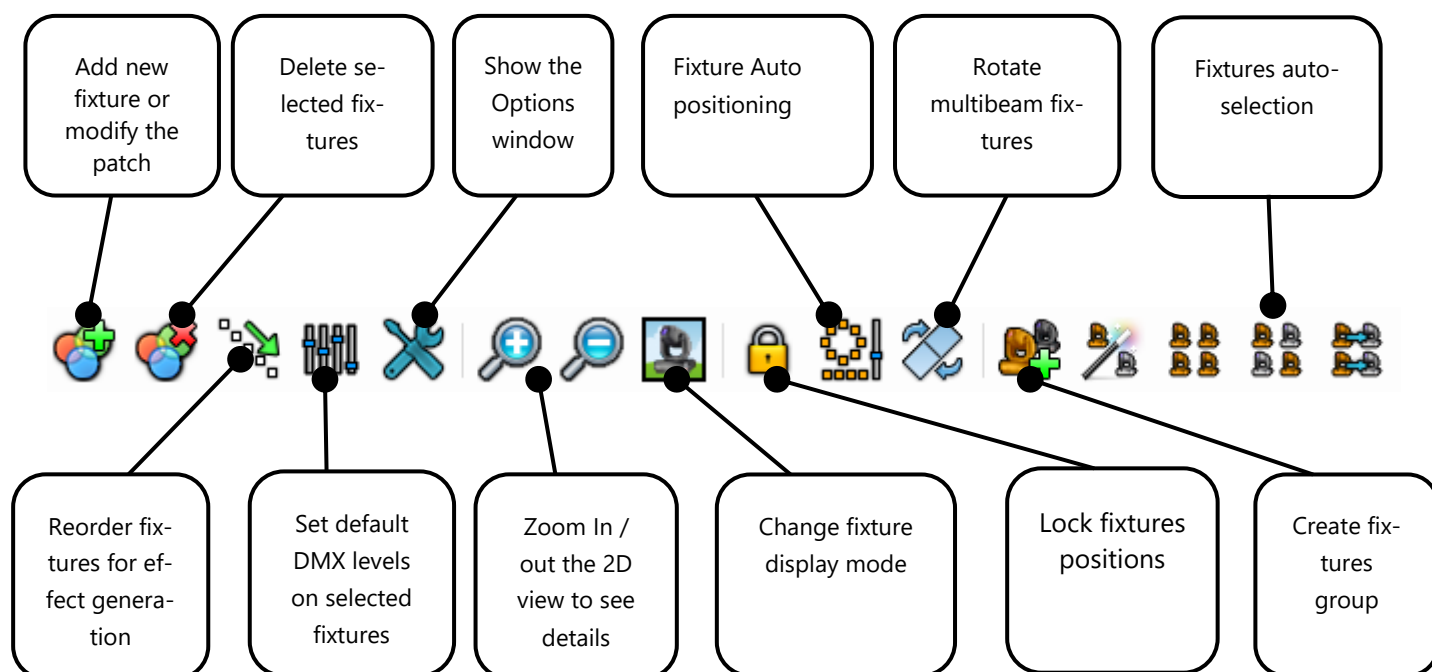 Add new
fixture or
modify the
patch
Delete se-
lected fix-
tures
Show the
Options
window
Fixture Auto
positioning
Rotate
multibeam fix-
tures
Fixtures auto-
selection
Reorder fix-
tures for ef-
fect genera-
tion
Set default
DMX levels
on selected
fixtures
Zoom In /
out the 2D
view to see
details
Change fixture
display mode
Lock fixtures
positions
Create fix-
tures
group